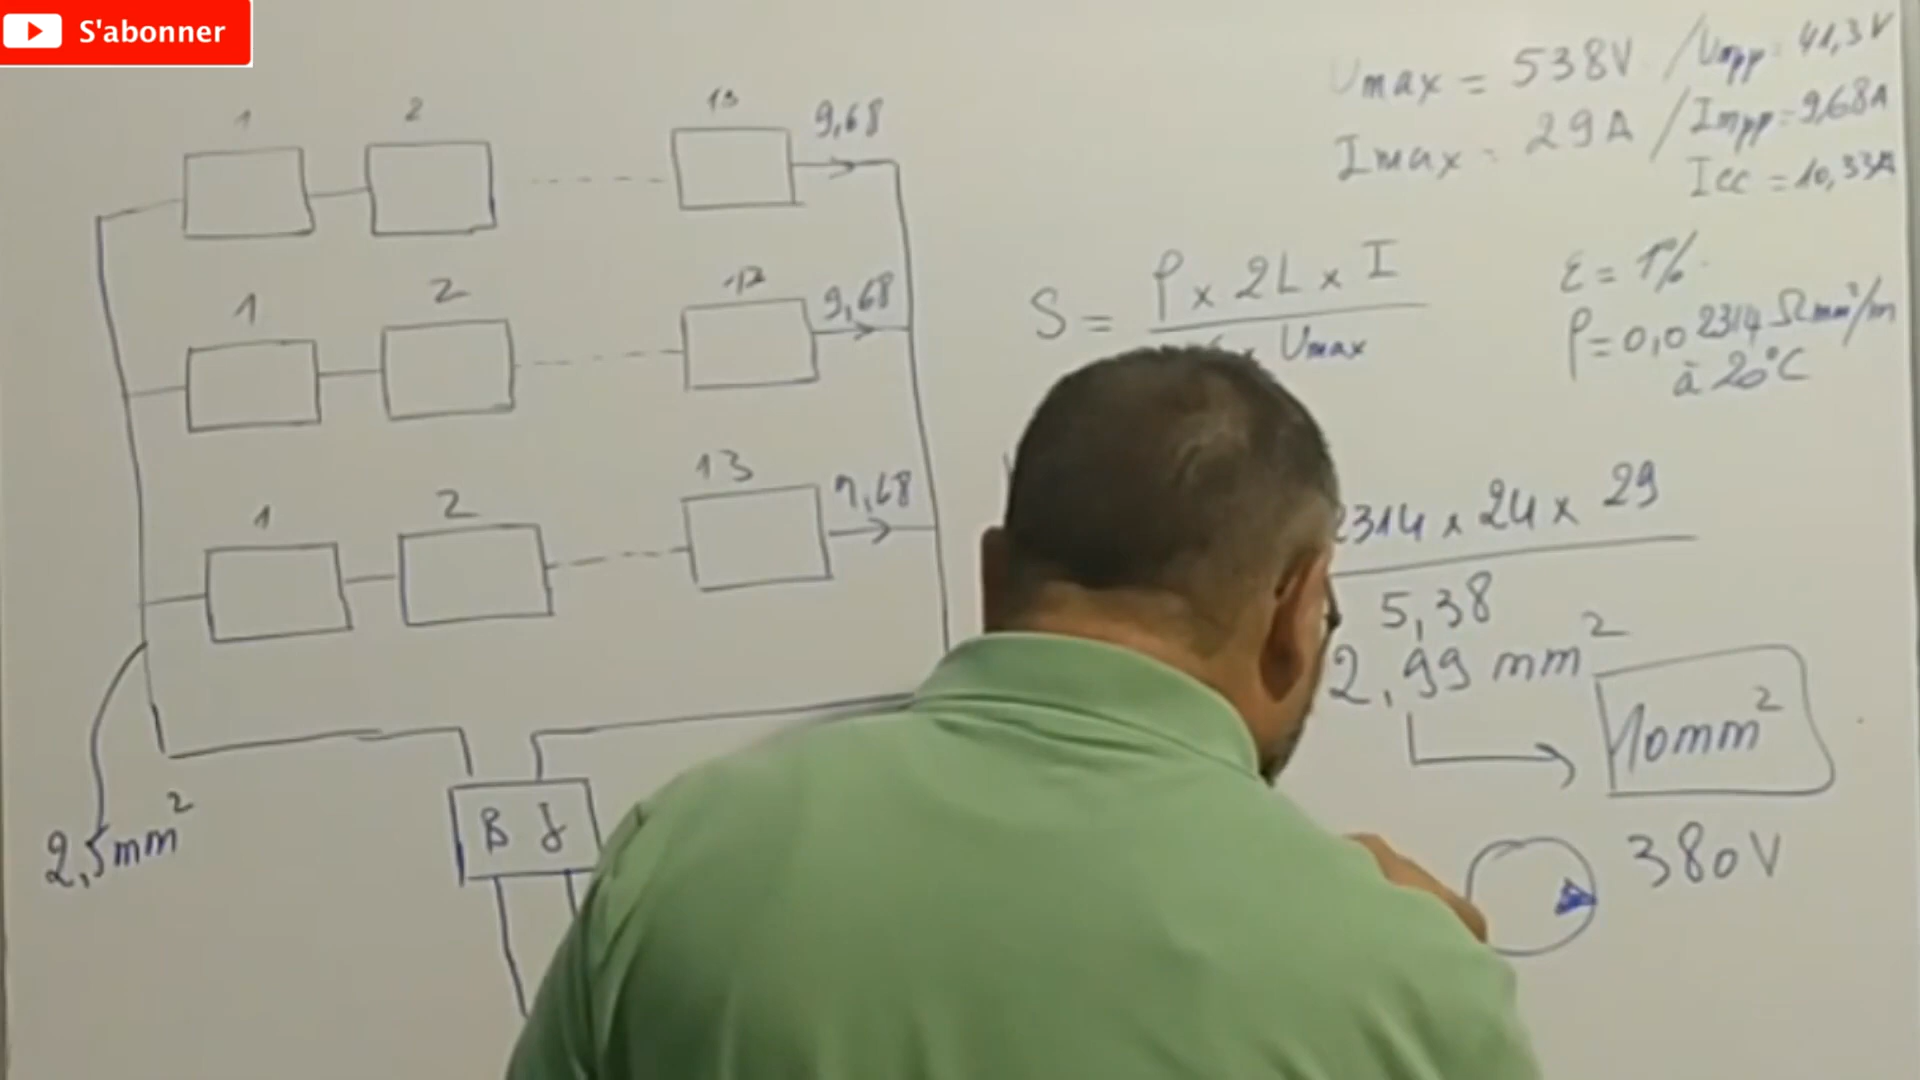 S'abonner
1 2 13 9,68
1 2 9,68
1 2 13 9,68
2,5mm²
B J
Umax = 538V / Umpp = 41,3V
Imax = 29A / Impp = 9,68A
Icc = 10,33A
S = ρ x 2L x I
Umax
ε = 1%
ρ = 0,02314 Ωmm²/m
à 20°C
2314 x 24 x 29
5,38
2,99 mm²
10mm²
380V